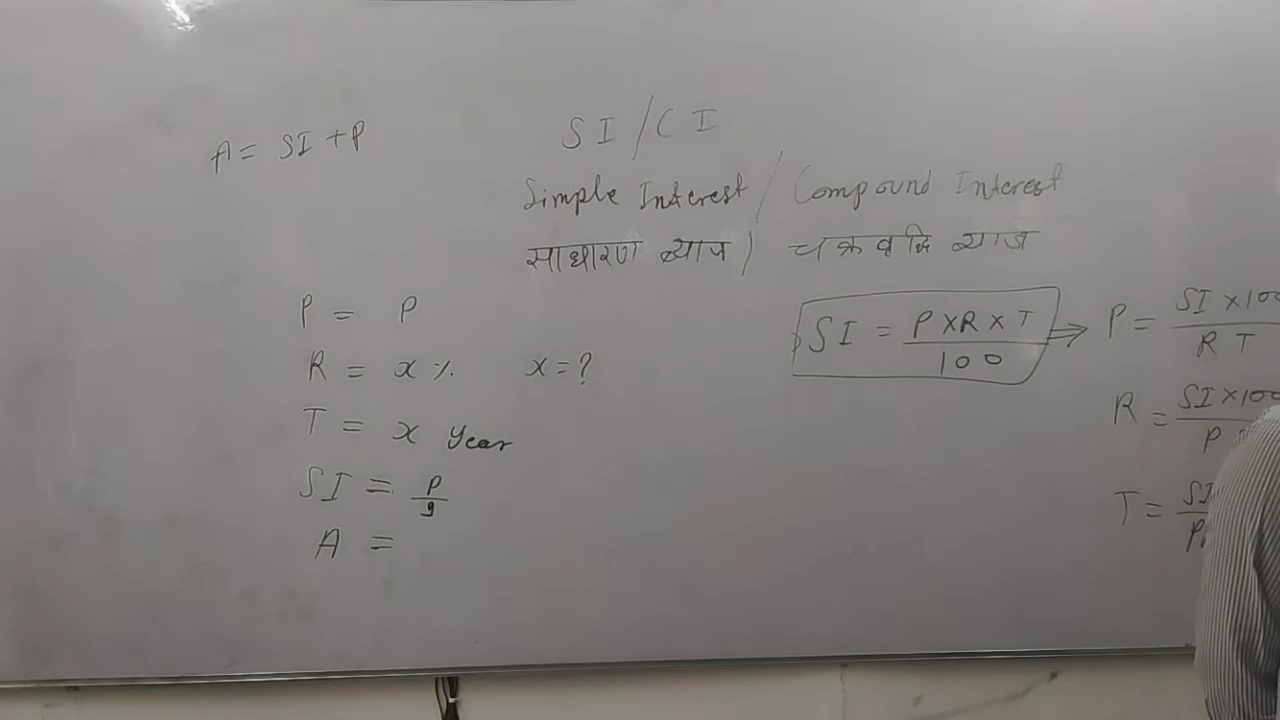 A = SI + P
SI / CI
Simple Interest / Compound Interest
साधारण ब्याज / चक्रवृद्धि ब्याज
P = P
R = x %. x = ?
T = x Year
SI = P/9
A =
SI = P × R × T / 100 ⇒ P = SI × 100 / R T
R = SI × 100 / P
T = SI / P